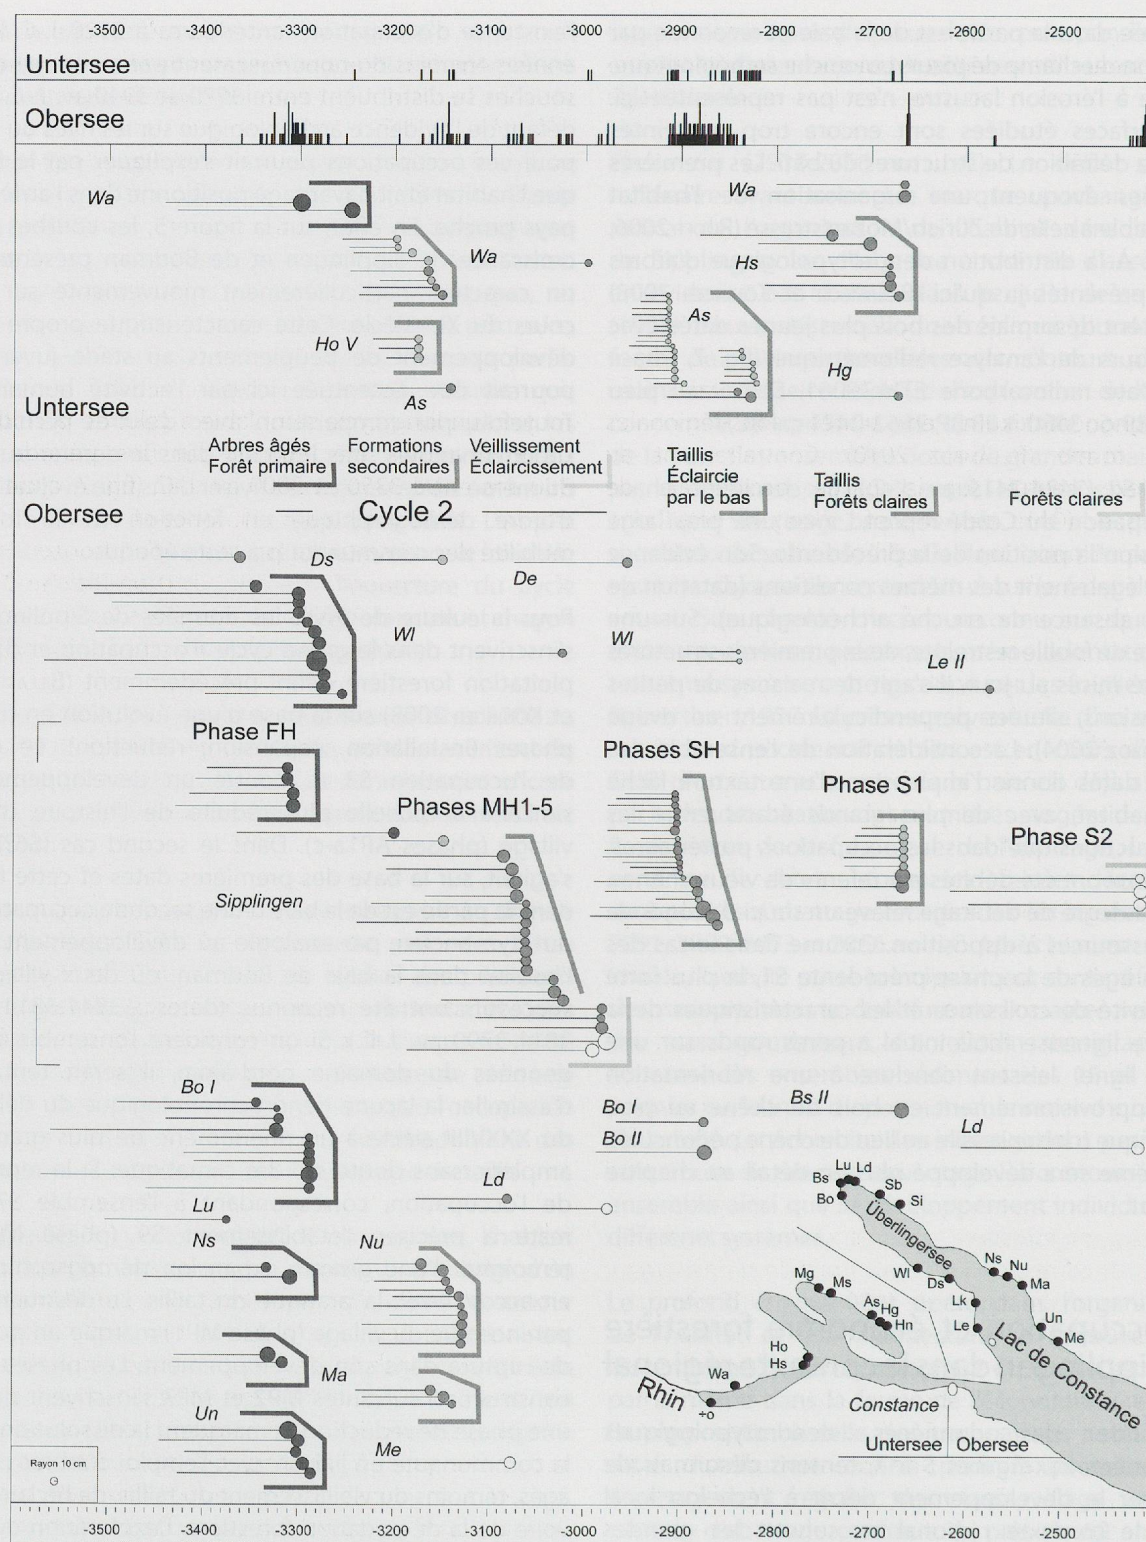 -3500 -3400 -3300 -3200 -3100 -3000 -2900 -2800 -2700 -2600 -2500
Untersee
Obersee
Wa
Wa
Ho V
As
Wa
Hs
As
Hg
Untersee
Arbres âgés
Forêt primaire
Formations
secondaires
Veillissement
Éclaircissement
Taillis
Éclaircie
par le bas
Taillis
Forêts claires
Forêts claires
Obersee
Cycle 2
Ds
De
Wl
Wl
Le II
Phase FH
Phases MH1-5
Phases SH
Phase S1
Phase S2
Sipplingen
Bo I
Bo I
Bs II
Bo II
Ld
Ld
Lu
Ns
Nu
Ma
Un
Me
Lu Ld
Bs
Sb
Bo
Si
Überlingersee
Wl
Ds
Ns
Nu
Ma
Mg
Ms
Lk
As
Hg
Hn
Le
Un
Me
Ho
Hs
Wa
Rhin
Lac de Constance
Constance
Untersee
Obersee
Rayon 10 cm
-3500 -3400 -3300 -3200 -3100 -3000 -2900 -2800 -2700 -2600 -2500